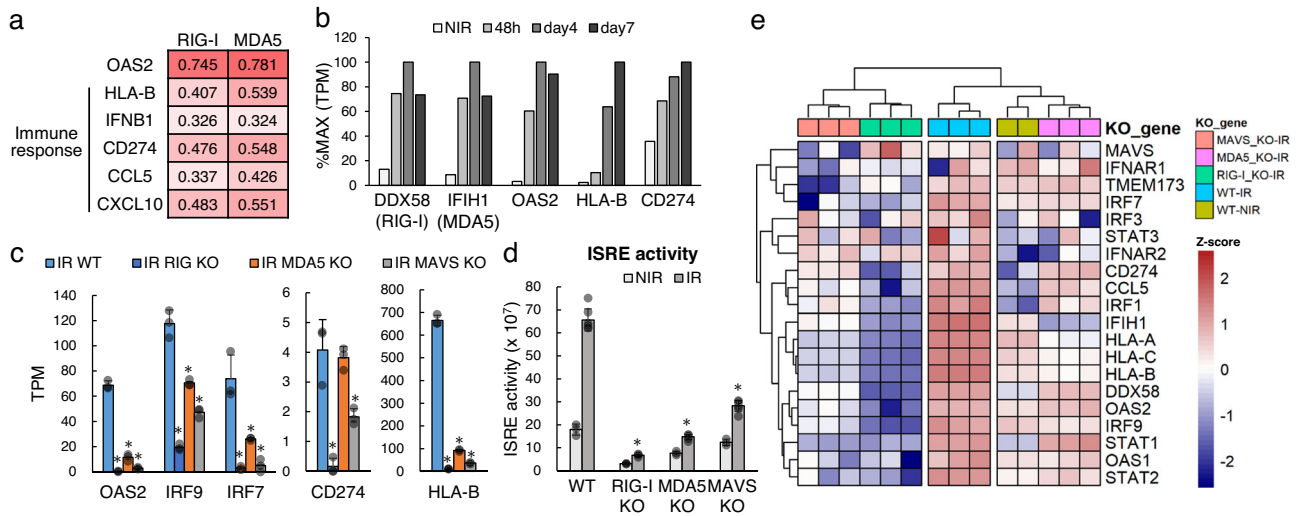 a
RIG-I MDA5
OAS2 0.745 0.781
HLA-B 0.407 0.539
IFNB1 0.326 0.324
CD274 0.476 0.548
CCL5 0.337 0.426
CXCL10 0.483 0.551
Immune
response
b
NIR 48h day4 day7
%MAX (TPM)
120
100
80
60
40
20
0
DDX58 IFIH1 OAS2 HLA-B CD274
(RIG-I) (MDA5)
c
IR WT IR RIG KO IR MDA5 KO IR MAVS KO
TPM
140
120
100
80
60
40
20
0
* * *
* * *
* * *
OAS2 IRF9 IRF7
6
5
4
3
2
1
0
* *
CD274
800
700
600
500
400
300
200
100
0
* * *
HLA-B
d
ISRE activity
NIR IR
ISRE activity (x 10⁷)
80
70
60
50
40
30
20
10
0
* * *
WT RIG-I MDA5 MAVS
KO KO KO
e
KO_gene
MAVS
IFNAR1
TMEM173
IRF7
IRF3
STAT3
IFNAR2
CD274
CCL5
IRF1
IFIH1
HLA-A
HLA-C
HLA-B
DDX58
OAS2
IRF9
STAT1
OAS1
STAT2
KO_gene
MAVS_KO-IR
MDA5_KO-IR
RIG-I_KO-IR
WT-IR
WT-NIR
Z-score
2
1
0
-1
-2